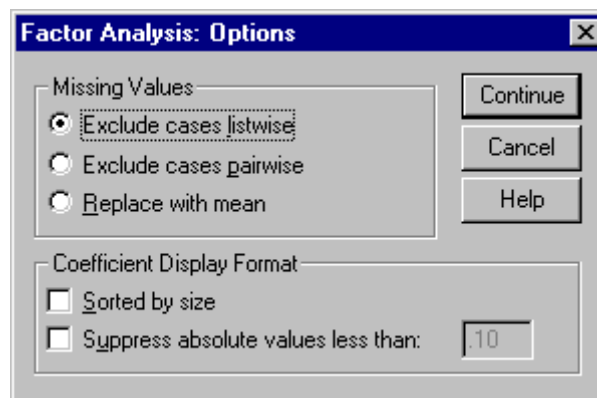 Factor Analysis: Options
Missing Values
Exclude cases listwise
Exclude cases pairwise
Replace with mean
Continue
Cancel
Help
Coefficient Display Format
Sorted by size
Suppress absolute values less than: .10